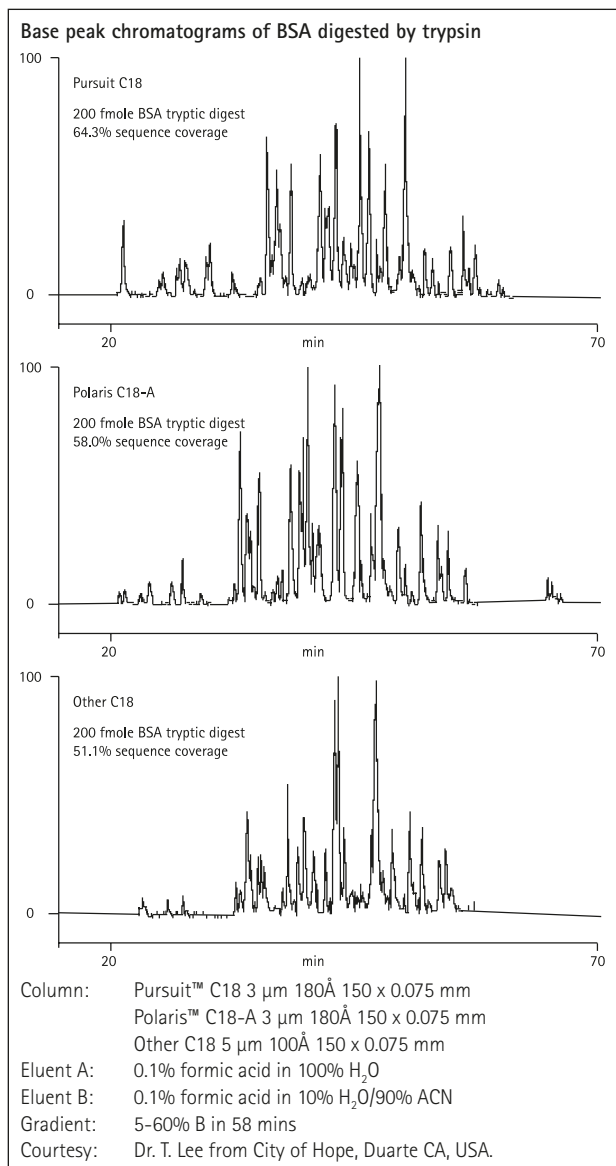 Base peak chromatograms of BSA digested by trypsin
100
Pursuit C18
200 fmole BSA tryptic digest
64.3% sequence coverage
0
20 min 70
100
Polaris C18-A
200 fmole BSA tryptic digest
58.0% sequence coverage
0
20 min 70
100
Other C18
200 fmole BSA tryptic digest
51.1% sequence coverage
0
20 min 70
Column: Pursuit™ C18 3 µm 180Å 150 x 0.075 mm
Polaris™ C18-A 3 µm 180Å 150 x 0.075 mm
Other C18 5 µm 100Å 150 x 0.075 mm
Eluent A: 0.1% formic acid in 100% H₂O
Eluent B: 0.1% formic acid in 10% H₂O/90% ACN
Gradient: 5-60% B in 58 mins
Courtesy: Dr. T. Lee from City of Hope, Duarte CA, USA.